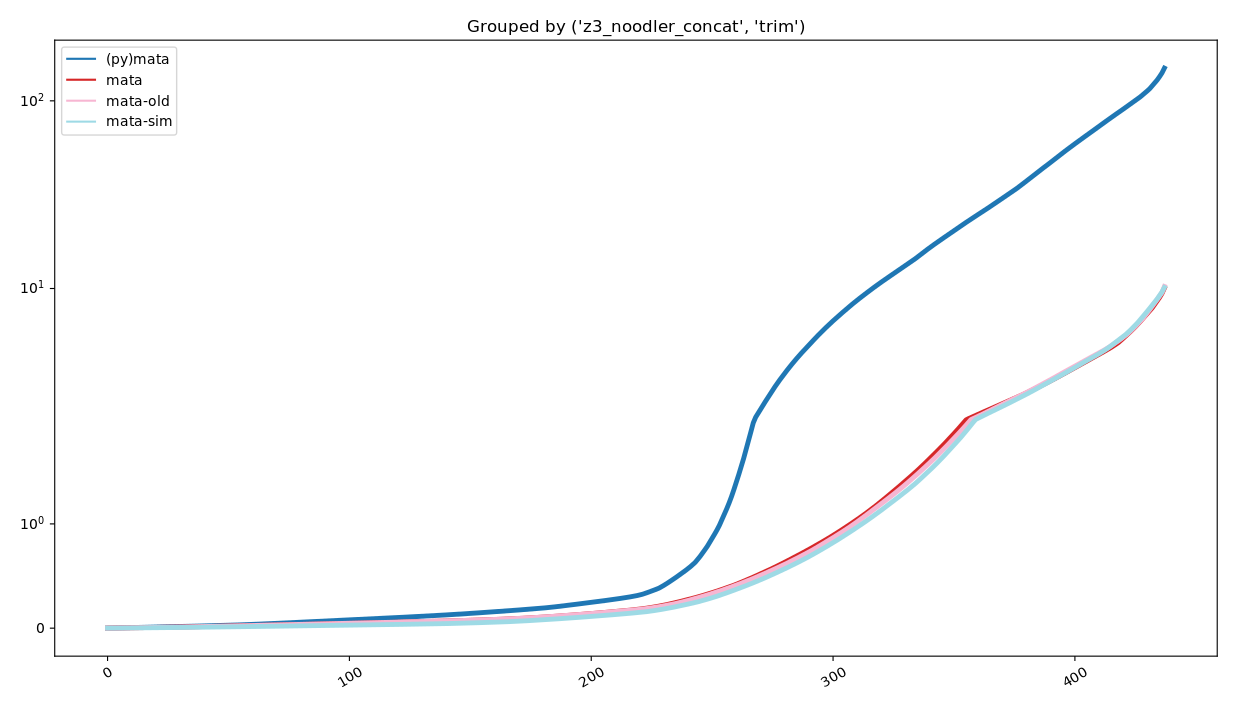 Grouped by ('z3_noodler_concat', 'trim')
(py)mata
mata
mata-old
mata-sim
10²
10¹
10⁰
0
0
100
200
300
400